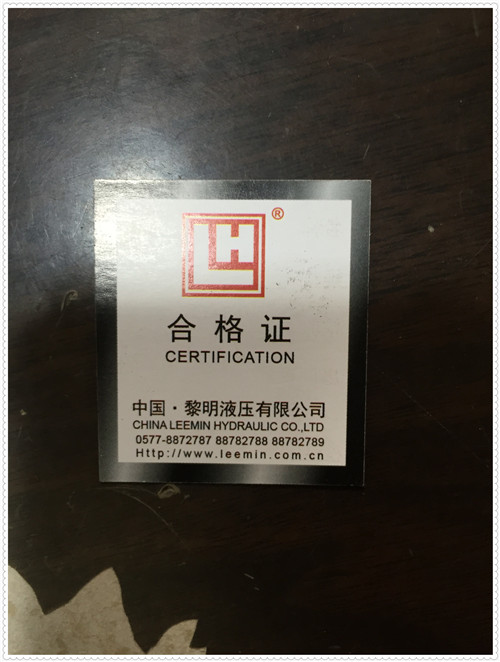 LH®
合格证
CERTIFICATION
中国·黎明液压有限公司
CHINA LEEMIN HYDRAULIC CO.,LTD
0577-8872787 88782788 88782789
Http://www.leemin.com.cn